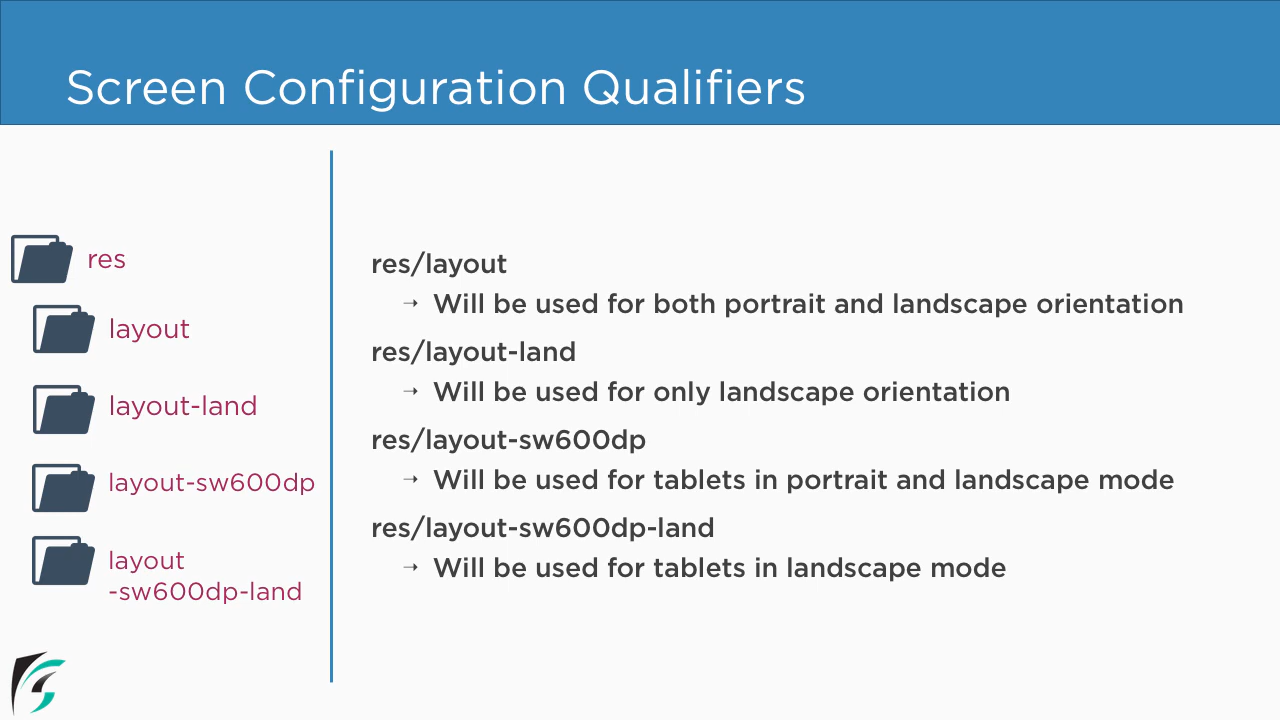 Screen Configuration Qualifiers
res
layout
layout-land
layout-sw600dp
layout
-sw600dp-land
res/layout
➝ Will be used for both portrait and landscape orientation
res/layout-land
➝ Will be used for only landscape orientation
res/layout-sw600dp
➝ Will be used for tablets in portrait and landscape mode
res/layout-sw600dp-land
➝ Will be used for tablets in landscape mode